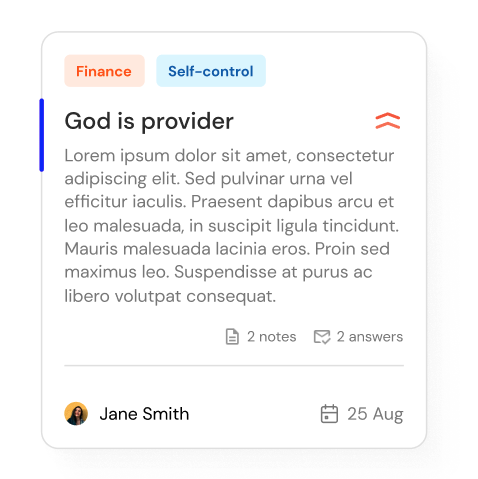 Finance Self-control
God is provider
Lorem ipsum dolor sit amet, consectetur
adipiscing elit. Sed pulvinar urna vel
efficitur iaculis. Praesent dapibus arcu et
leo malesuada, in suscipit ligula tincidunt.
Mauris malesuada lacinia eros. Proin sed
maximus leo. Suspendisse at purus ac
libero volutpat consequat.
2 notes 2 answers
Jane Smith 25 Aug